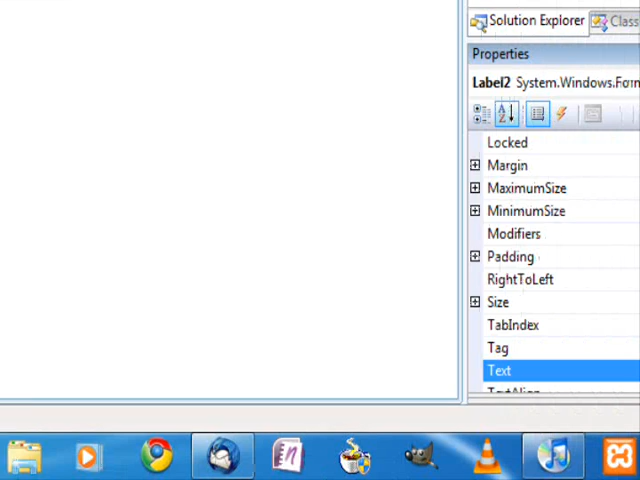 Solution Explorer
Class
Properties
Label2 System.Windows.Form
Locked
Margin
MaximumSize
MinimumSize
Modifiers
Padding
RightToLeft
Size
TabIndex
Tag
Text
TextAlign